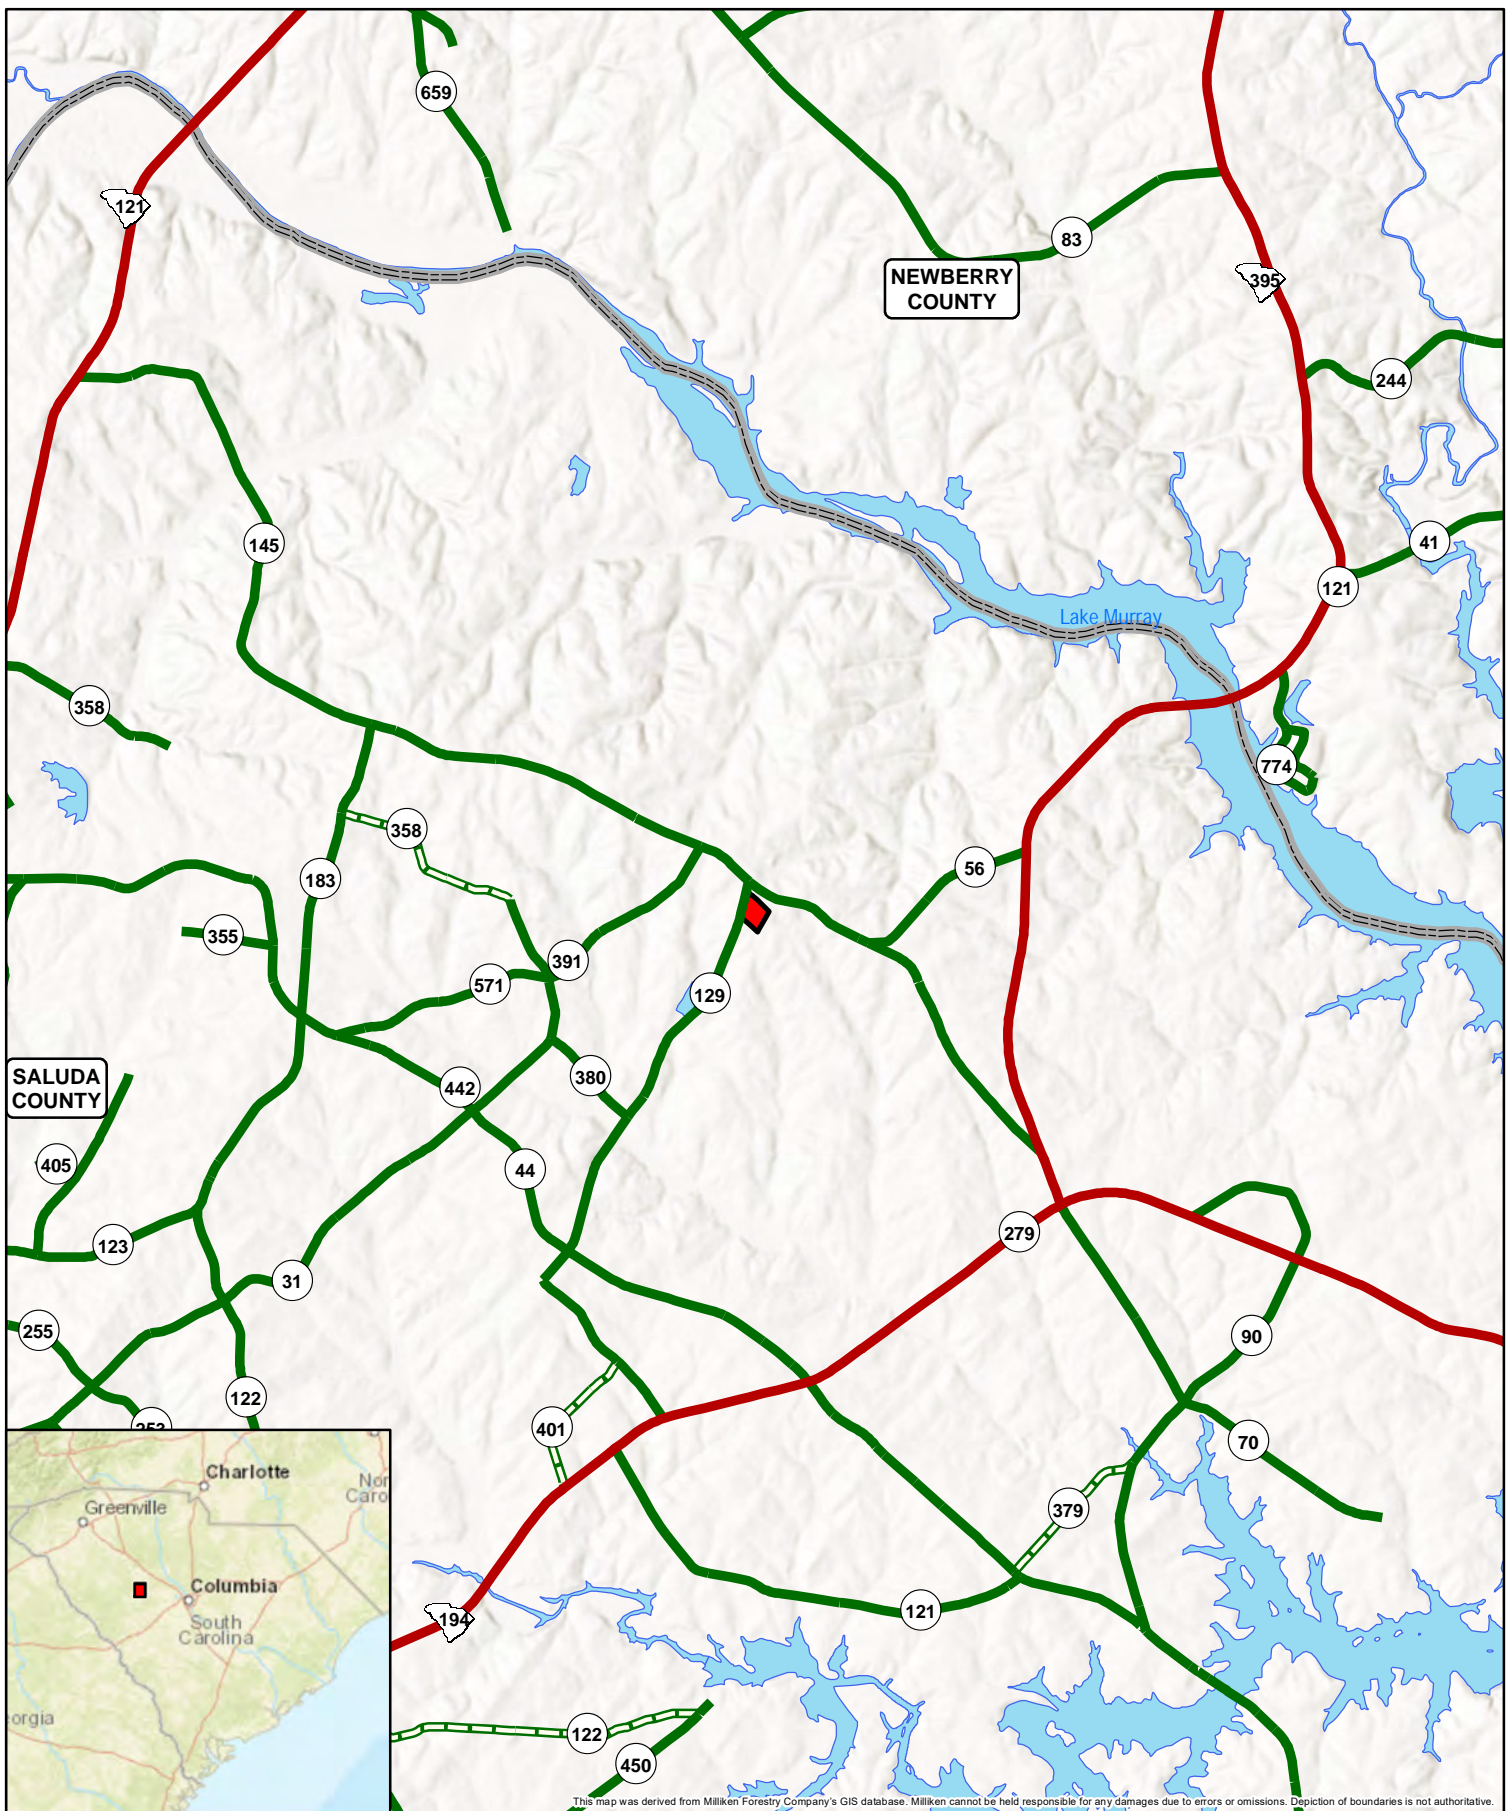 659
121
83
NEWBERRY
COUNTY
395
244
145
41
121
Lake Murray
358
774
358
56
183
355
391
571
129
SALUDA
COUNTY
380
442
405
44
279
123
31
255
90
122
401
70
379
121
194
122
450
Charlotte
Nor
Caro
Greenville
Columbia
South
Carolina
eorgia
This map was derived from Milliken Forestry Company's GIS database. Milliken cannot be held responsible for any damages due to errors or omissions. Depiction of boundaries is not authoritative.